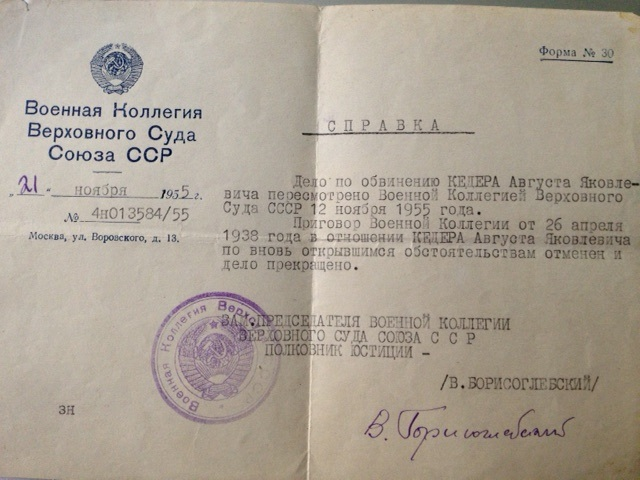 Форма № 30
Военная Коллегия
Верховного Суда
Союза ССР
„21" ноября 1955 г.
№ 4н013584/55
Москва, ул. Воровского, д. 13.
СПРАВКА
Дело по обвинению КЕДЕРА Августа Яковле-
вича пересмотрено Военной Коллегией Верховного
Суда СССР 12 ноября 1955 года.
Приговор Военной Коллегии от 26 апреля
1938 года в отношении КЕДЕРА Августа Яковлевича
по вновь открывшимся обстоятельствам отменен и
дело прекращено.
ЗАМ.ПРЕДСЕДАТЕЛЯ ВОЕННОЙ КОЛЛЕГИИ
ВЕРХОВНОГО СУДА СОЮЗА С С Р
ПОЛКОВНИК ЮСТИЦИИ -
/В.БОРИСОГЛЕБСКИЙ/
В. Борисоглебский
Военная Коллегия Верховн
ЗН